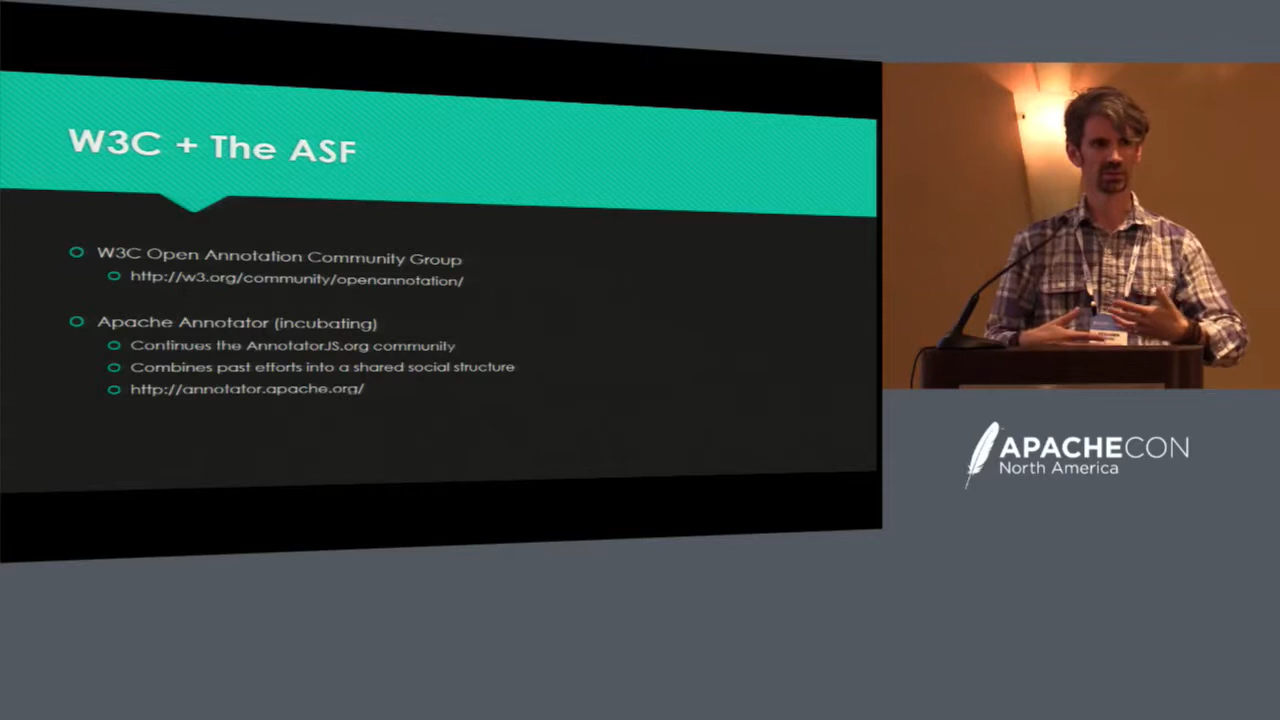 W3C + The ASF
W3C Open Annotation Community Group
http://w3.org/community/openannotation/
Apache Annotator (incubating)
Continues the AnnotatorJS.org community
Combines past efforts into a shared social structure
http://annotator.apache.org/
APACHECON
North America